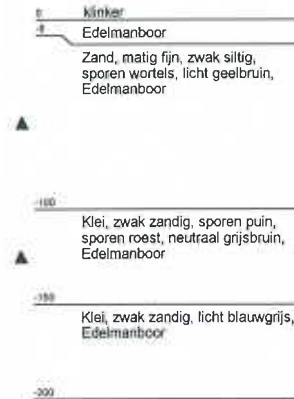 0 klinker
-8
Edelmanboor
Zand, matig fijn, zwak siltig,
sporen wortels, licht geelbruin,
Edelmanboor
-100
Klei, zwak zandig, sporen puin,
sporen roest, neutraal grijsbruin,
Edelmanboor
-150
Klei, zwak zandig, licht blauwgrijs,
Edelmanboor
-200